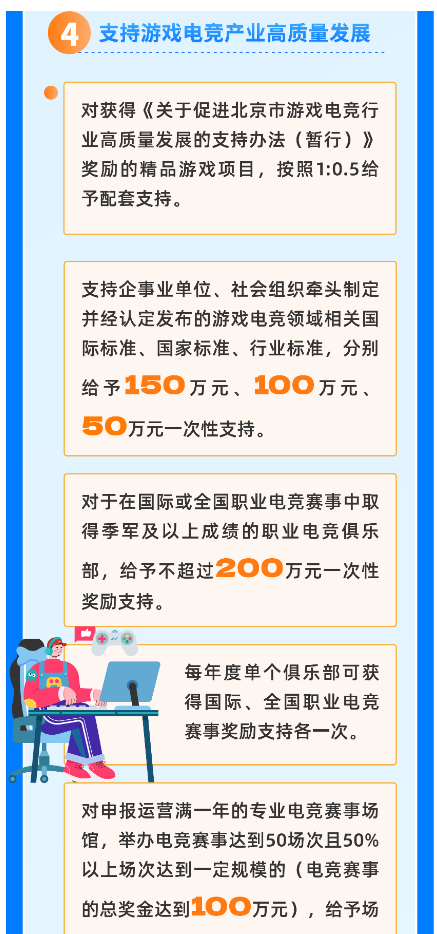 4 支持游戏电竞产业高质量发展
对获得《关于促进北京市游戏电竞行
业高质量发展的支持办法（暂行）》
奖励的精品游戏项目，按照1:0.5给
予配套支持。
支持企事业单位、社会组织牵头制定
并经认定发布的游戏电竞领域相关国
际标准、国家标准、行业标准，分别
给予150万元、100万元、
50万元一次性支持。
对于在国际或全国职业电竞赛事中取
得季军及以上成绩的职业电竞俱乐
部，给予不超过200万元一次性
奖励支持。
每年度单个俱乐部可获
得国际、全国职业电竞
赛事奖励支持各一次。
对申报运营满一年的专业电竞赛事场
馆，举办电竞赛事达到50场次且50%
以上场次达到一定规模的（电竞赛事
的总奖金达到100万元），给予场